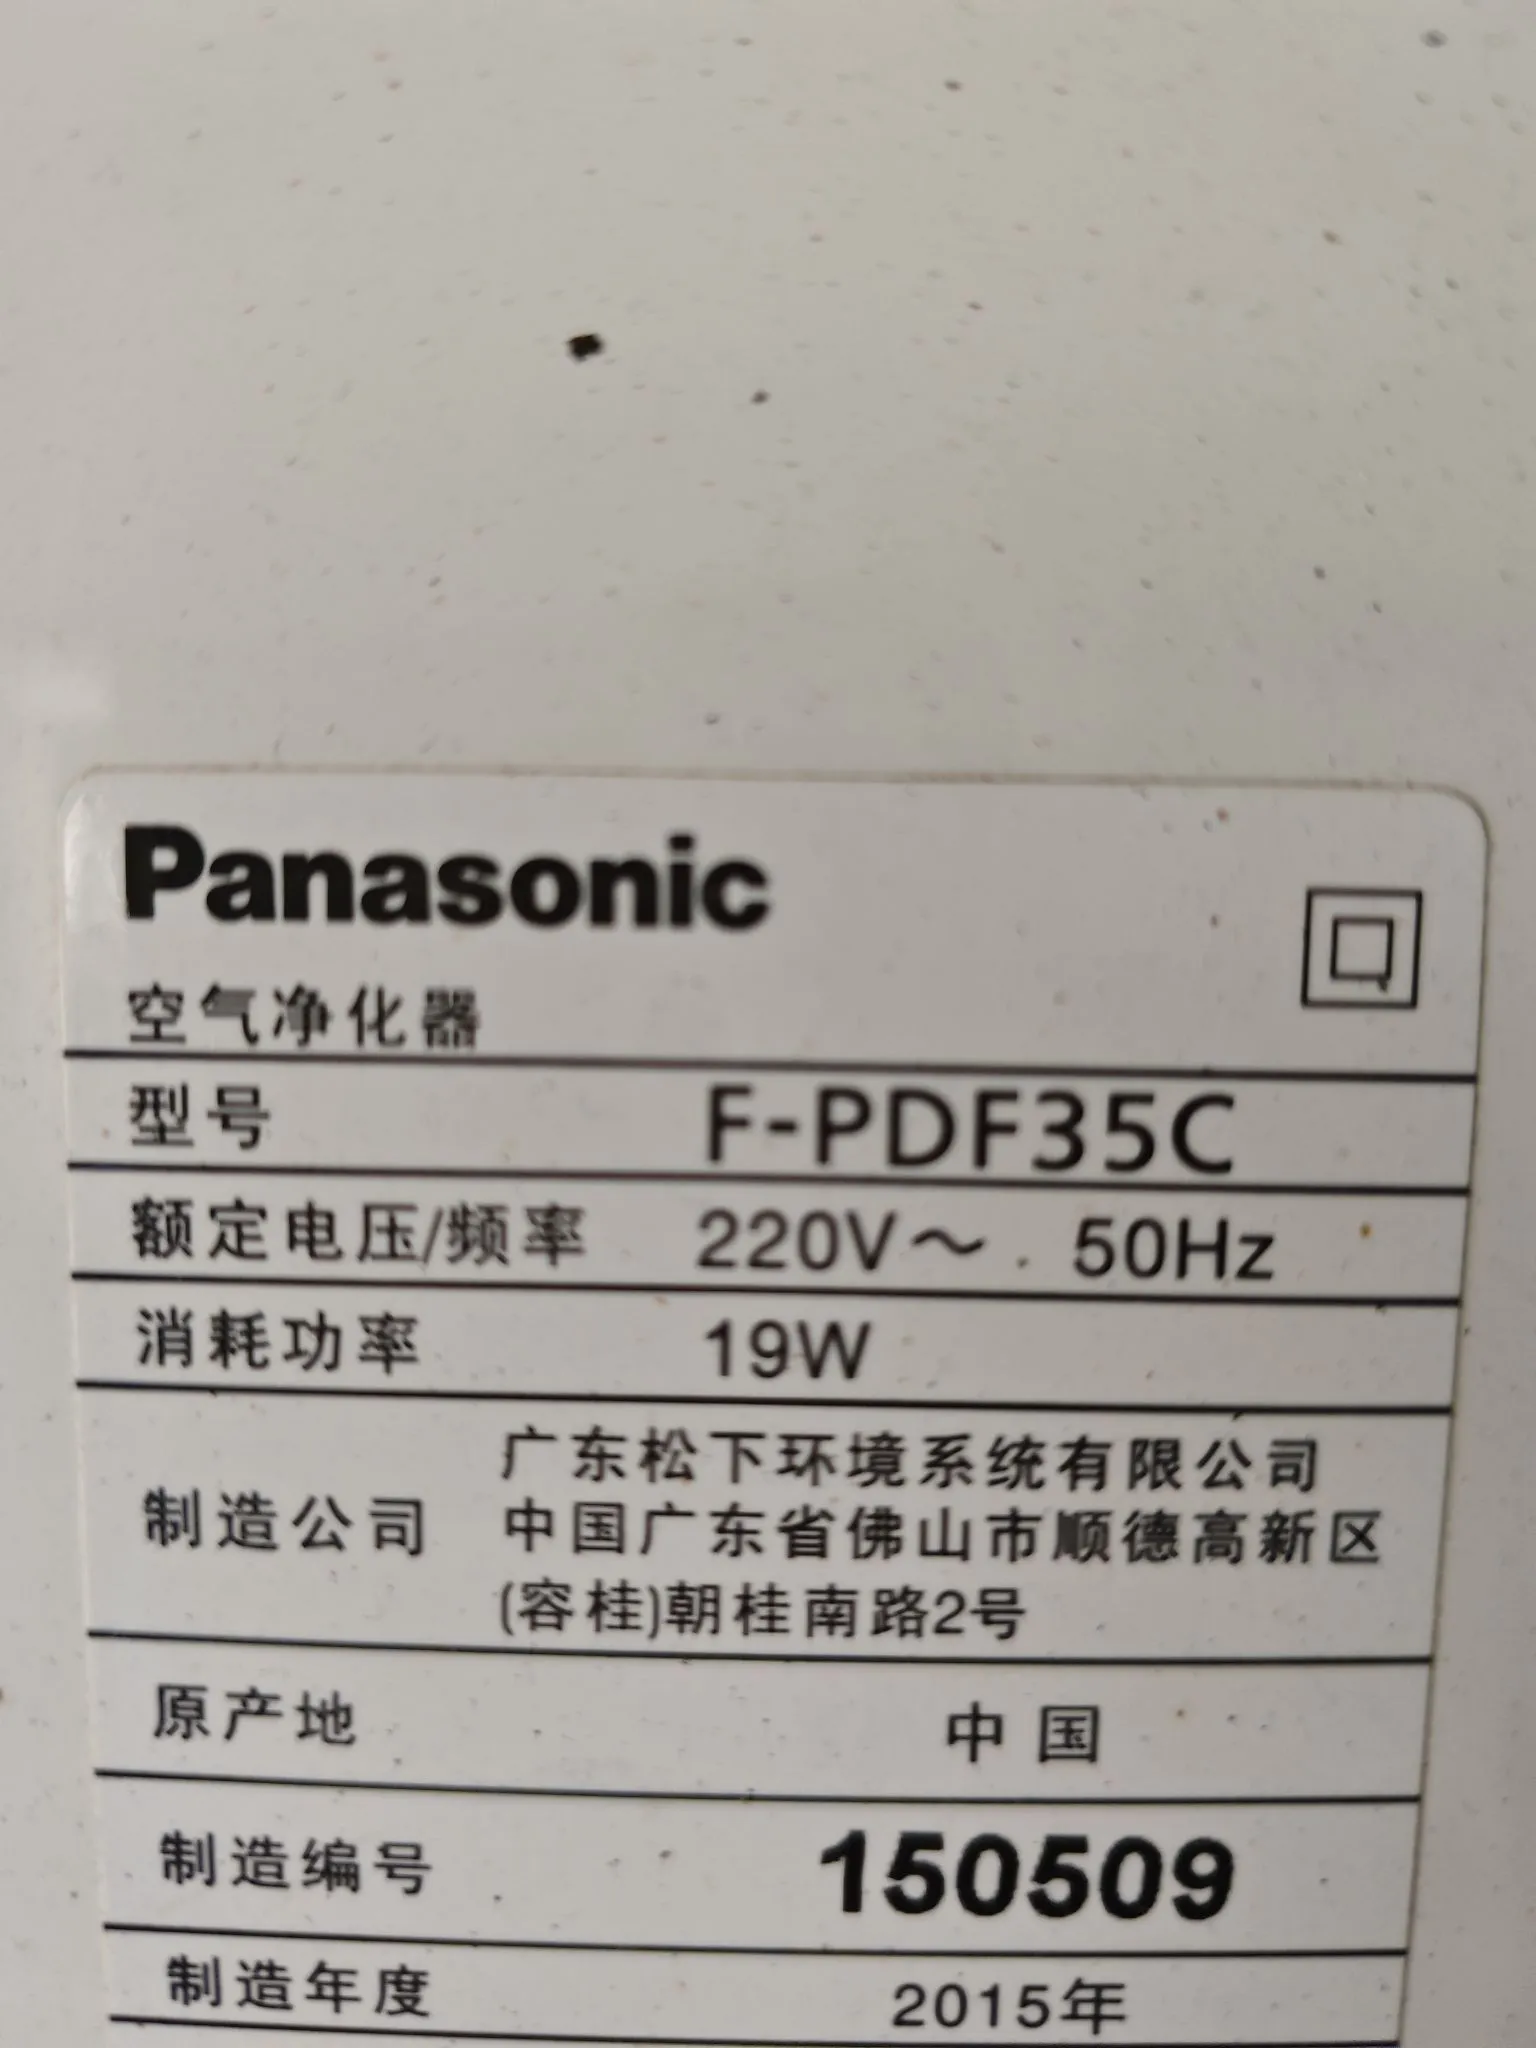 Panasonic
空气净化器
型号 F-PDF35C
额定电压/频率 220V～ 50Hz
消耗功率 19W
制造公司 广东松下环境系统有限公司
中国广东省佛山市顺德高新区
(容桂)朝桂南路2号
原产地 中国
制造编号 150509
制造年度 2015年